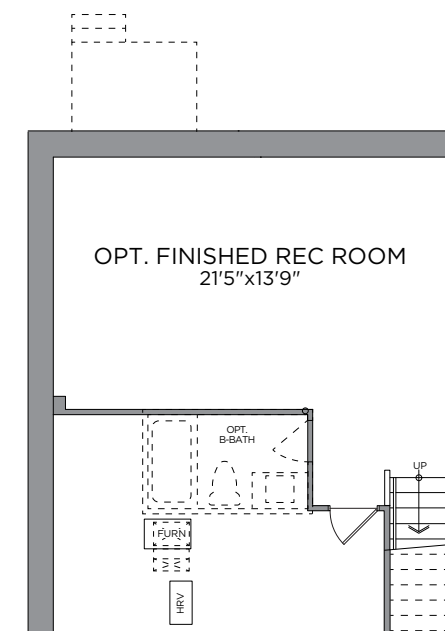 OPT. FINISHED REC ROOM
21'5"x13'9"
OPT.
B-BATH
UP
FURN
HRV